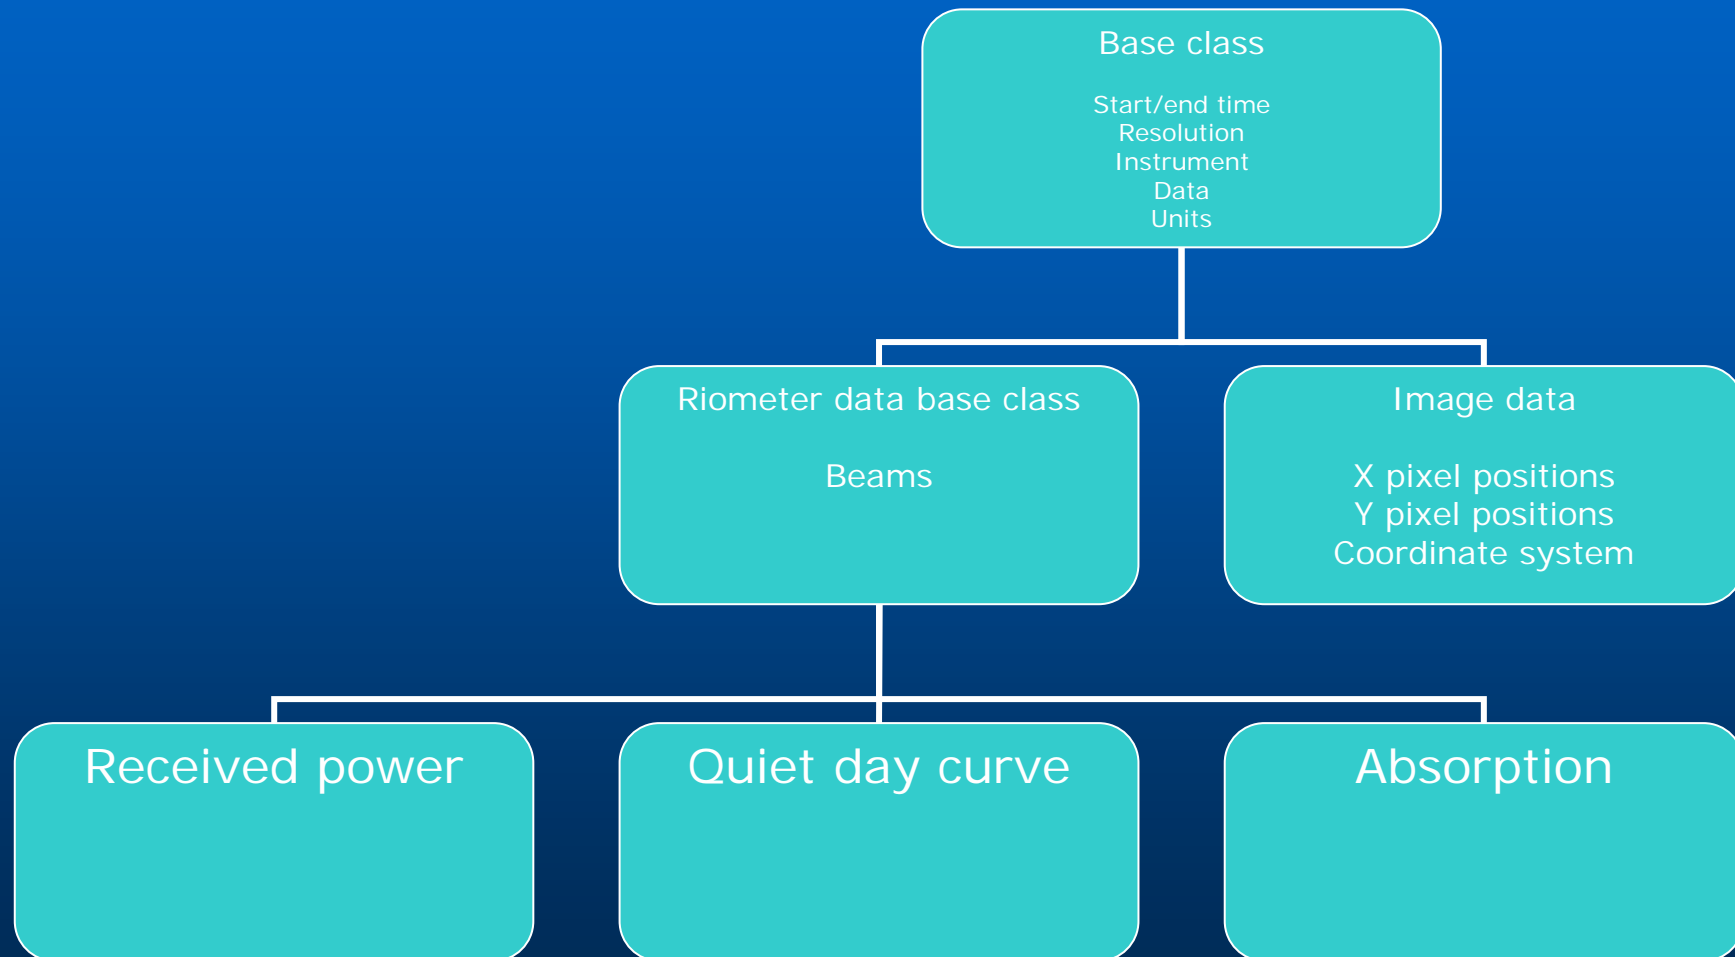 Base class
Start/end time
Resolution
Instrument
Data
Units
Riometer data base class
Beams
Image data
X pixel positions
Y pixel positions
Coordinate system
Received power
Quiet day curve
Absorption